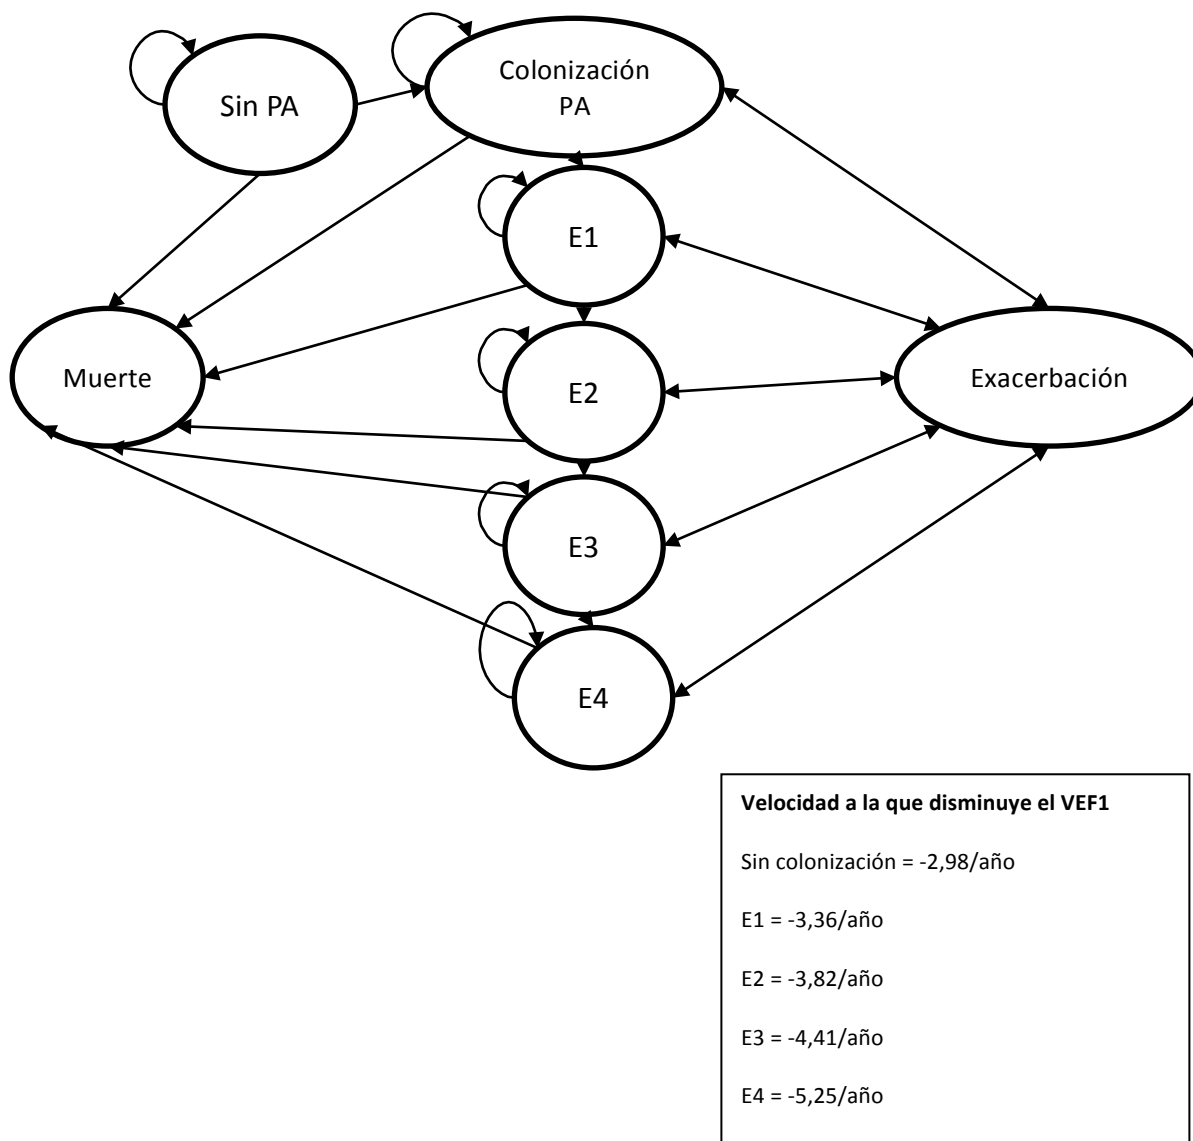 Sin PA
Colonización
PA
E1
E2
Muerte
Exacerbación
E3
E4
Velocidad a la que disminuye el VEF1
Sin colonización = -2,98/año
E1 = -3,36/año
E2 = -3,82/año
E3 = -4,41/año
E4 = -5,25/año